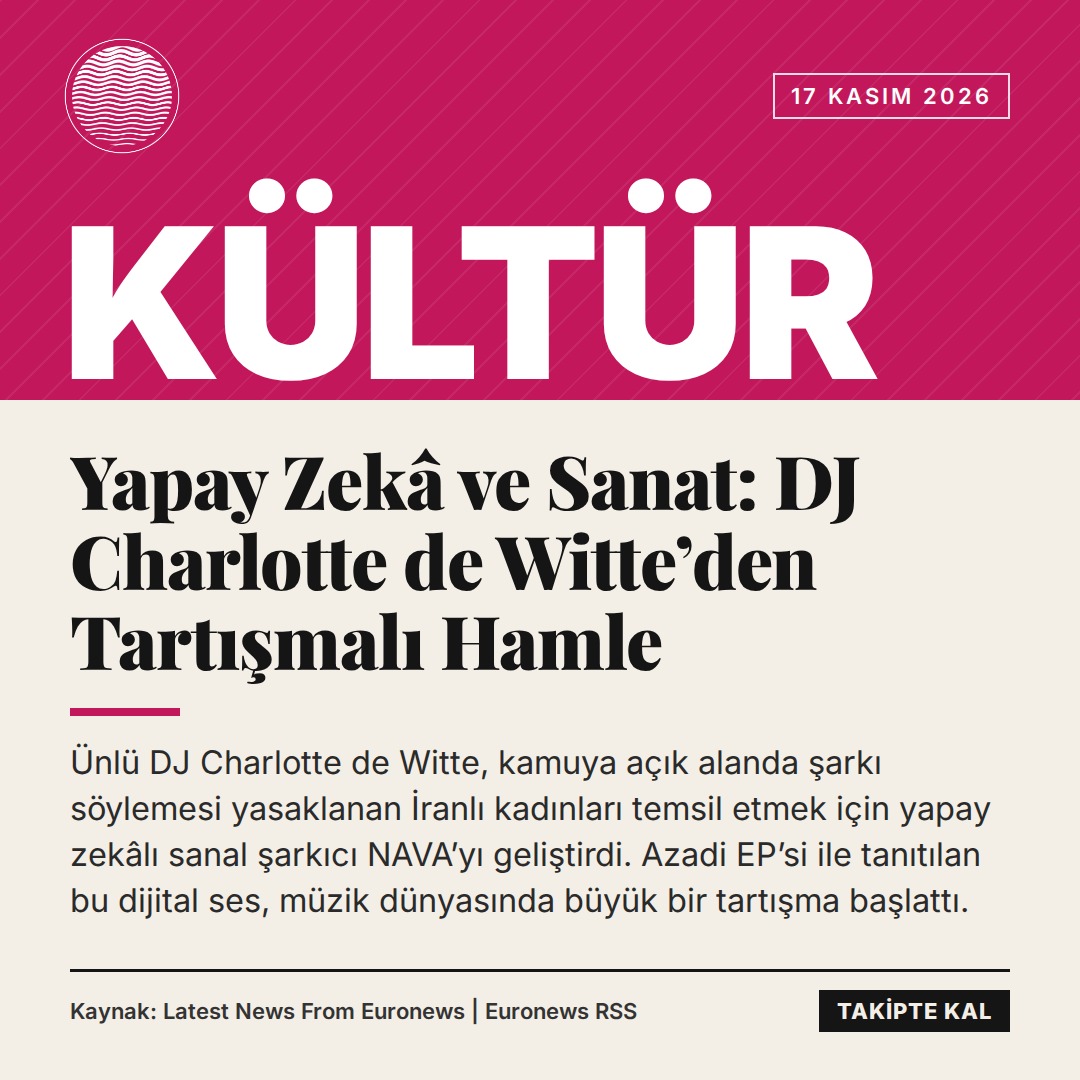 17 KASIM 2026
KÜLTÜR
Yapay Zekâ ve Sanat: DJ
Charlotte de Witte’den
Tartışmalı Hamle
Ünlü DJ Charlotte de Witte, kamuya açık alanda şarkı
söylemesi yasaklanan İranlı kadınları temsil etmek için yapay
zekâlı sanal şarkıcı NAVA’yı geliştirdi. Azadi EP’si ile tanıtılan
bu dijital ses, müzik dünyasında büyük bir tartışma başlattı.
Kaynak: Latest News From Euronews | Euronews RSS
TAKİPTE KAL